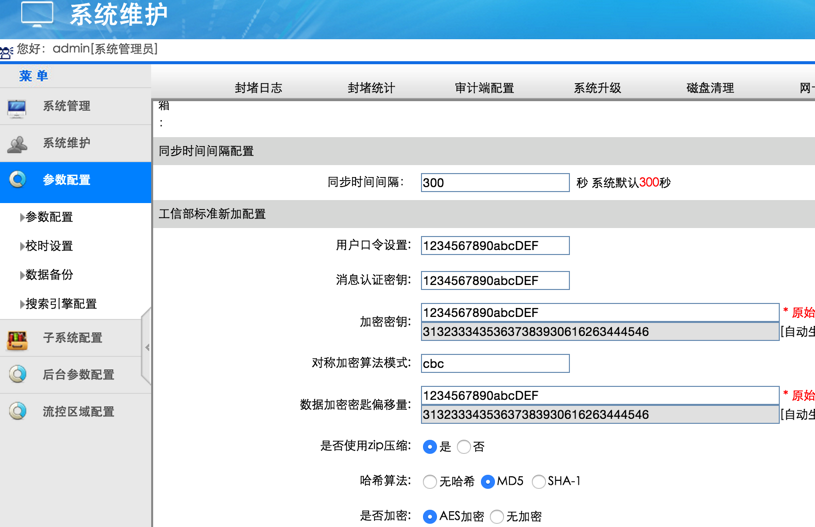 系统维护
您好：admin[系统管理员]
菜 单
系统管理
系统维护
参数配置
参数配置
校时设置
数据备份
搜索引擎配置
子系统配置
后台参数配置
流控区域配置
封堵日志 封堵统计 审计端配置 系统升级 磁盘清理 网
箱
：
同步时间间隔配置
同步时间间隔： 300 秒 系统默认300秒
工信部标准新加配置
用户口令设置: 1234567890abcDEF
消息认证密钥: 1234567890abcDEF
加密密钥: 1234567890abcDEF * 原始
31323334353637383930616263444546 [自动生
对称加密算法模式: cbc
数据加密密匙偏移量: 1234567890abcDEF * 原始
31323334353637383930616263444546 [自动生
是否使用zip压缩: 是 否
哈希算法: 无哈希 MD5 SHA-1
是否加密: AES加密 无加密